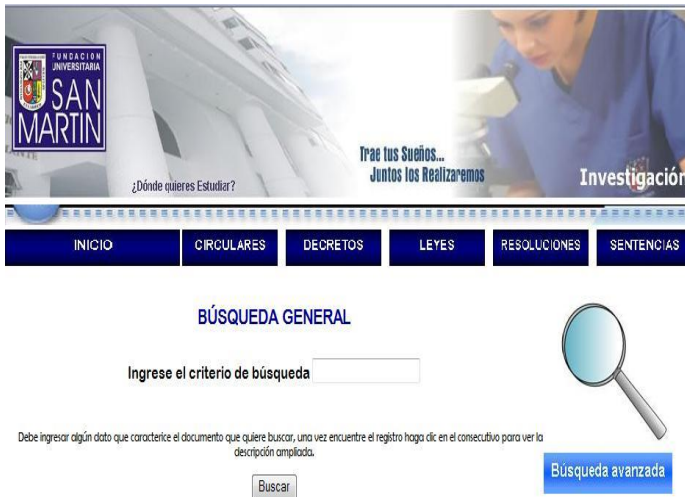 FUNDACION
UNIVERSITARIA
SAN
MARTIN
Trae tus Sueños...
Juntos los Realizaremos
¿Dónde quieres Estudiar?
Investigación
INICIO
CIRCULARES
DECRETOS
LEYES
RESOLUCIONES
SENTENCIAS
BÚSQUEDA GENERAL
Ingrese el criterio de búsqueda
Debe ingresar algún dato que caracterice el documento que quiere buscar, una vez encuentre el registro haga clic en el consecutivo para ver la
descripción ampliada.
Búsqueda avanzada
Buscar